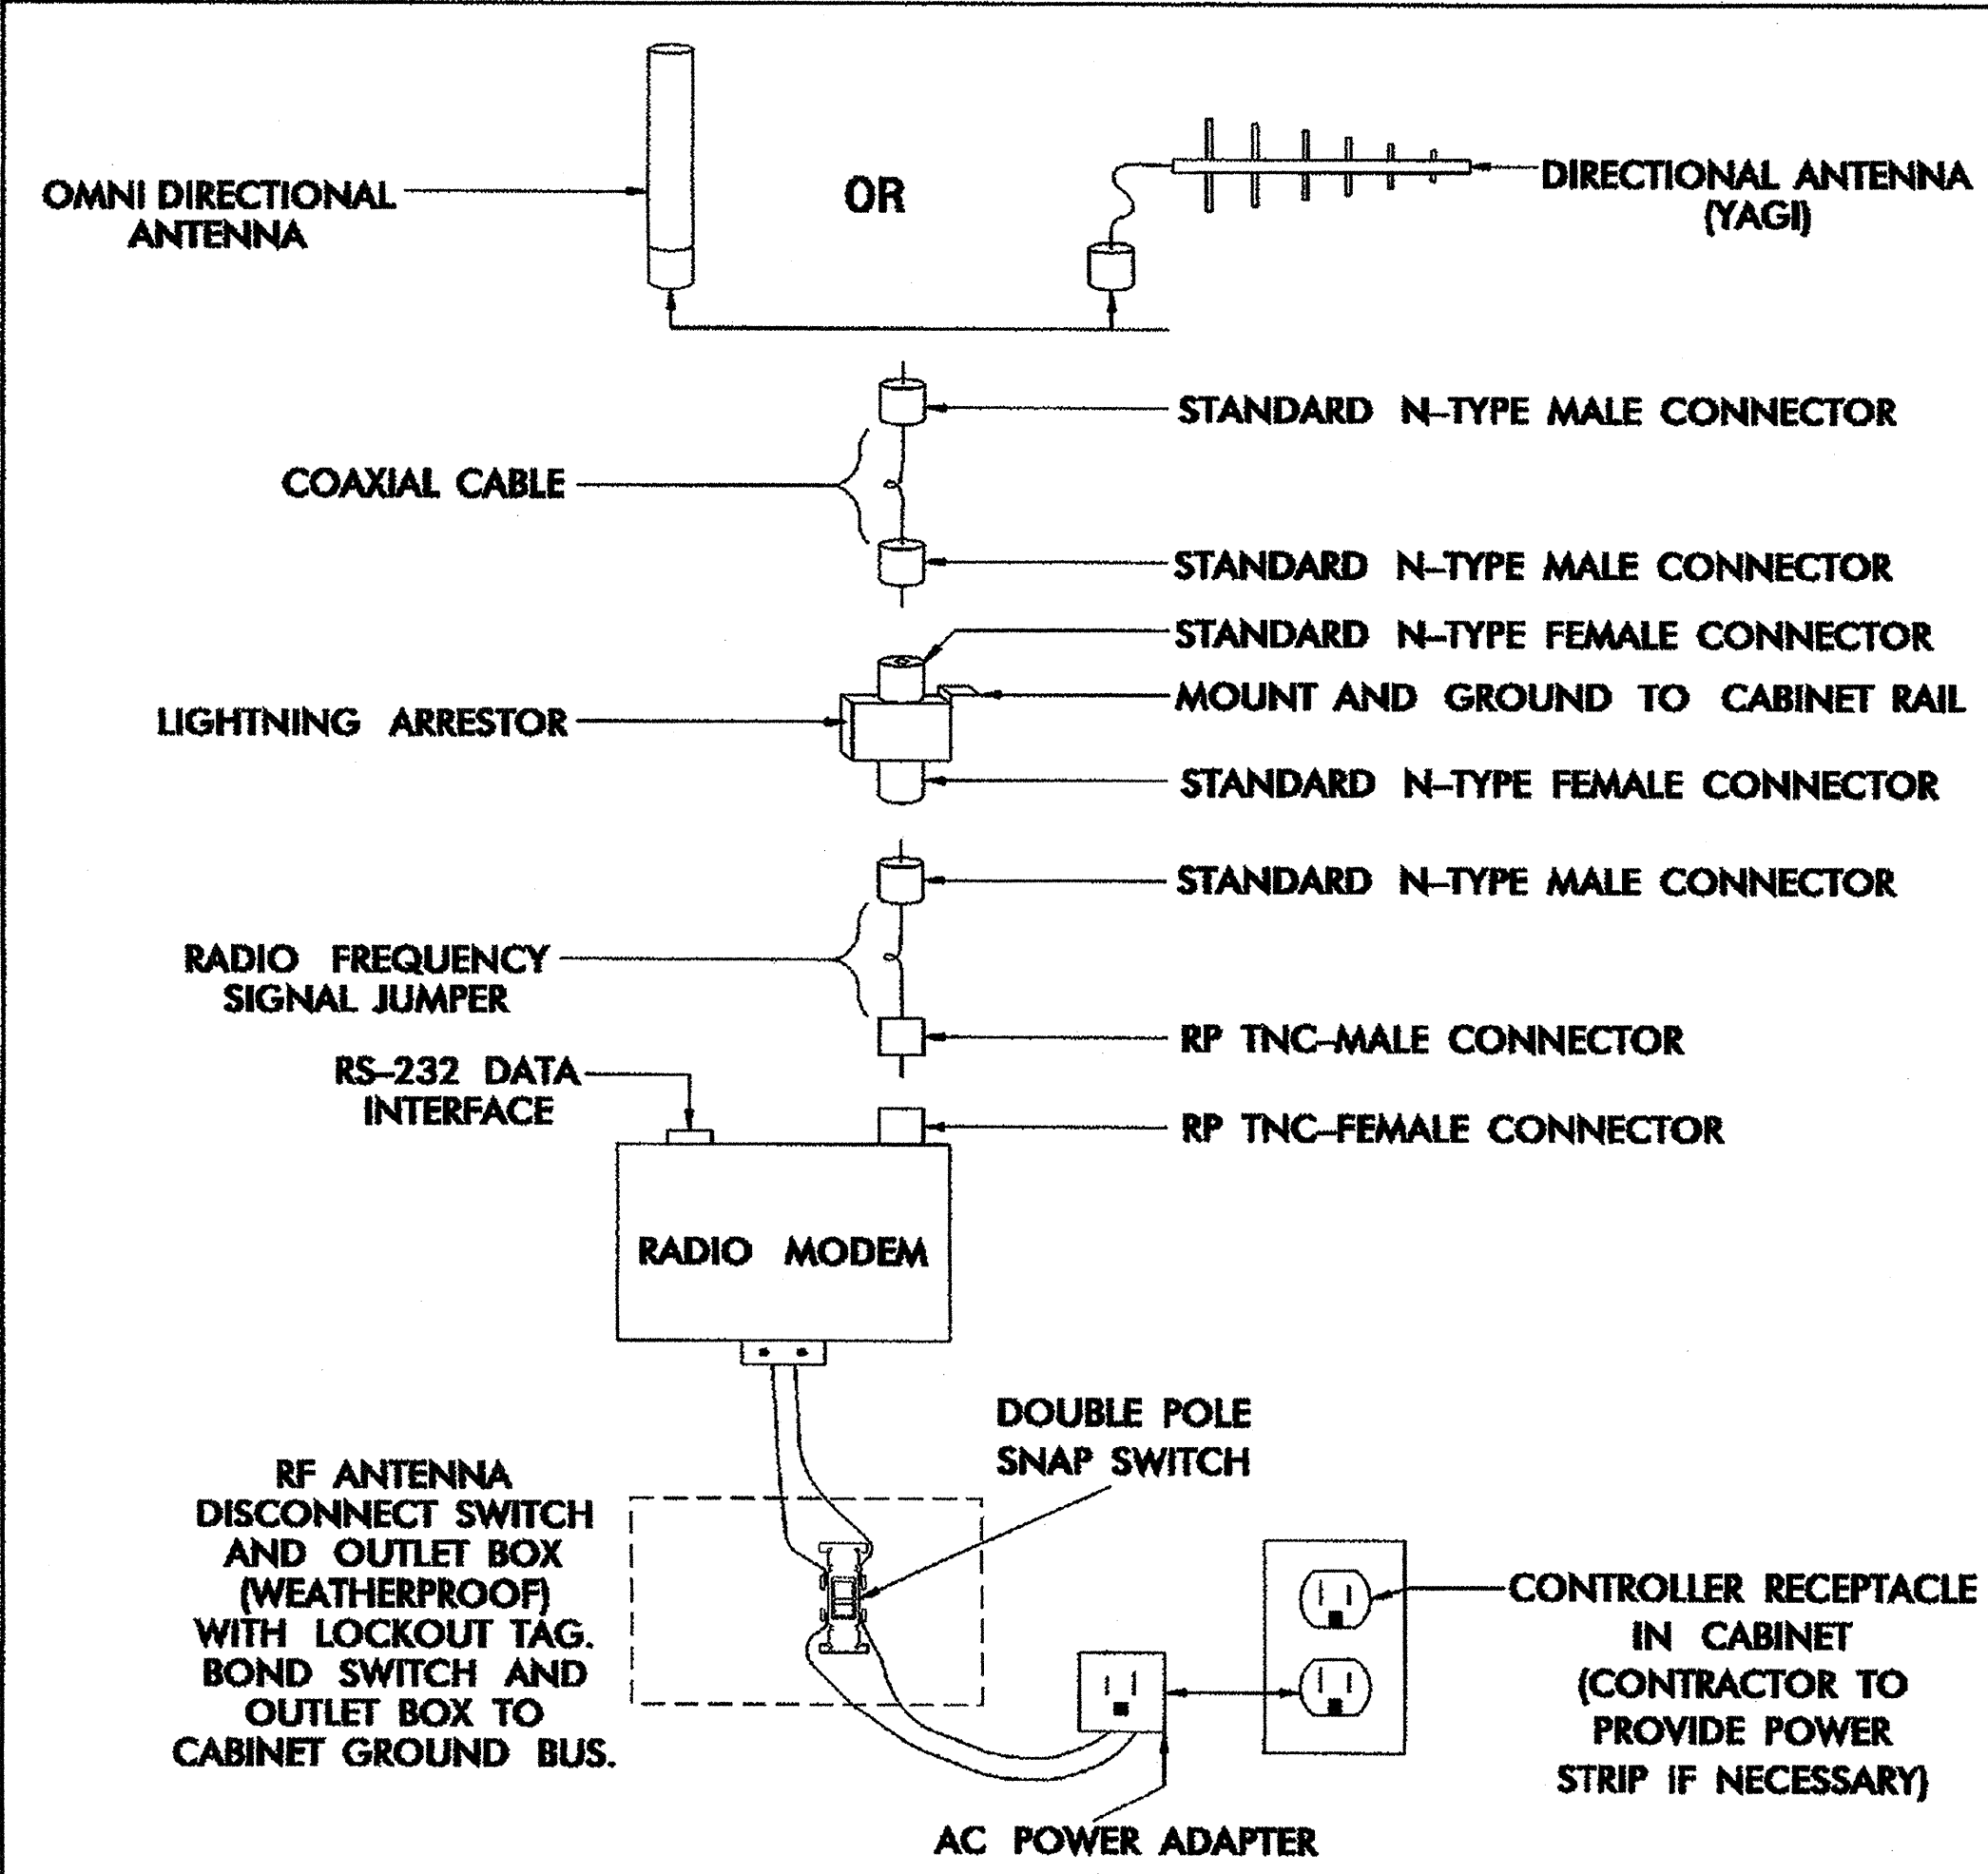 OMNI DIRECTIONAL
ANTENNA
OR
DIRECTIONAL ANTENNA
(YAGI)
STANDARD N-TYPE MALE CONNECTOR
COAXIAL CABLE
STANDARD N-TYPE MALE CONNECTOR
STANDARD N-TYPE FEMALE CONNECTOR
MOUNT AND GROUND TO CABINET RAIL
LIGHTNING ARRESTOR
STANDARD N-TYPE FEMALE CONNECTOR
STANDARD N-TYPE MALE CONNECTOR
RADIO FREQUENCY
SIGNAL JUMPER
RP TNC-MALE CONNECTOR
RS-232 DATA
INTERFACE
RP TNC-FEMALE CONNECTOR
RADIO MODEM
DOUBLE POLE
SNAP SWITCH
RF ANTENNA
DISCONNECT SWITCH
AND OUTLET BOX
(WEATHERPROOF)
WITH LOCKOUT TAG.
BOND SWITCH AND
OUTLET BOX TO
CABINET GROUND BUS.
CONTROLLER RECEPTACLE
IN CABINET
(CONTRACTOR TO
PROVIDE POWER
STRIP IF NECESSARY)
AC POWER ADAPTER